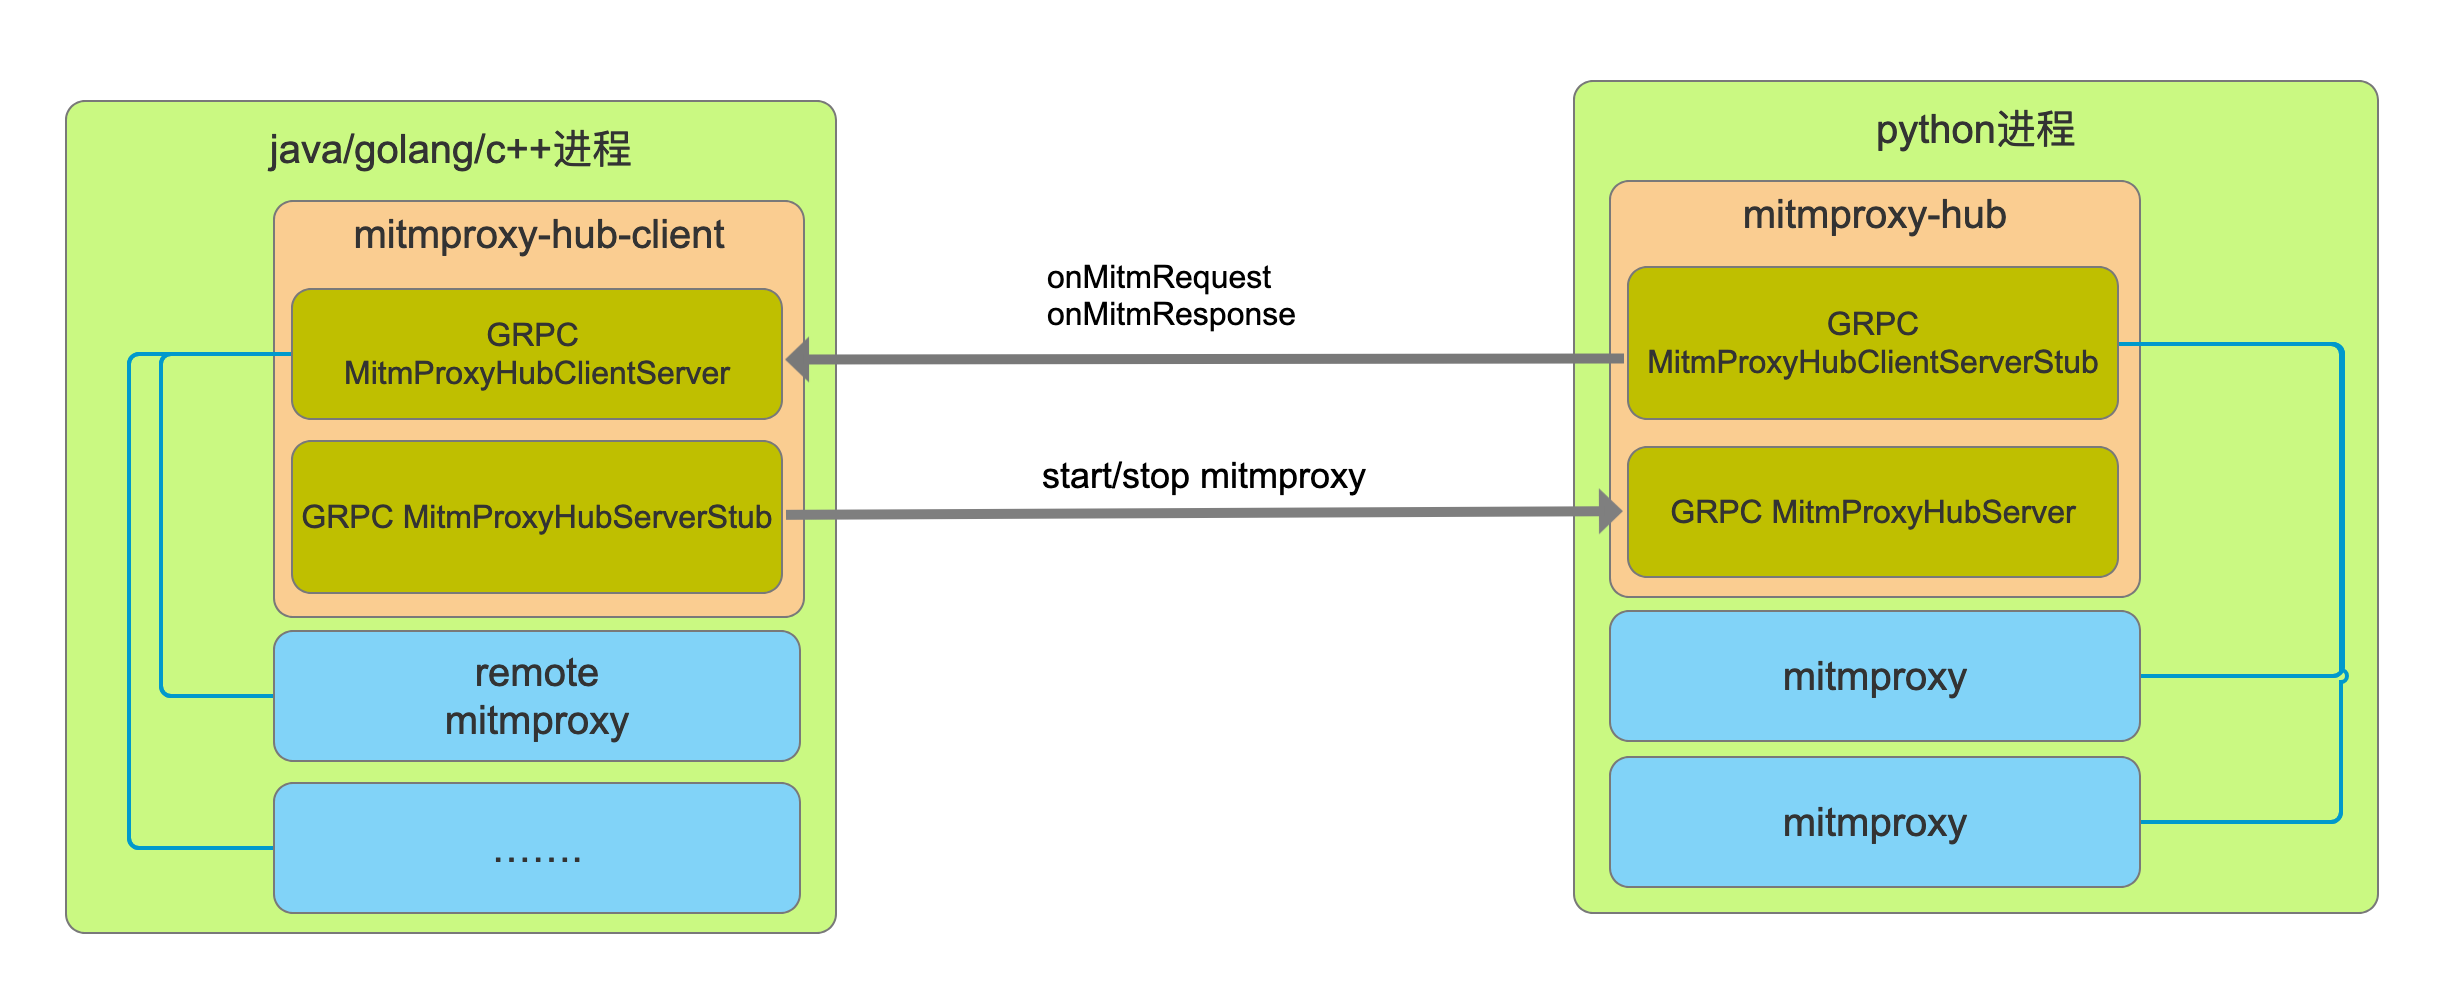 java/golang/c++进程
mitmproxy-hub-client
GRPC
MitmProxyHubClientServer
GRPC MitmProxyHubServerStub
remote
mitmproxy
.......
onMitmRequest
onMitmResponse
start/stop mitmproxy
python进程
mitmproxy-hub
GRPC
MitmProxyHubClientServerStub
GRPC MitmProxyHubServer
mitmproxy
mitmproxy